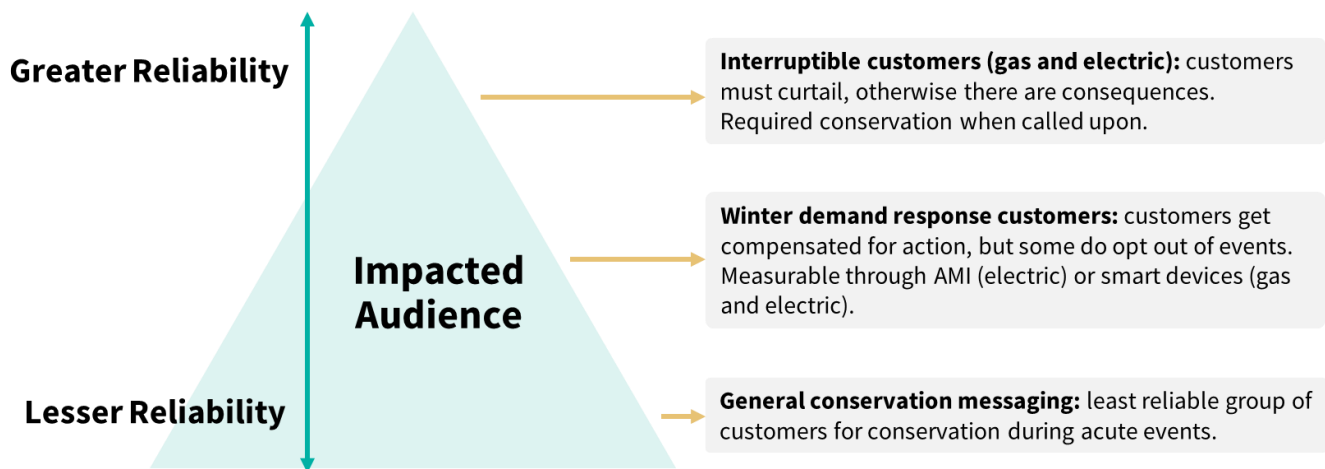 Greater Reliability
Interruptible customers (gas and electric): customers
must curtail, otherwise there are consequences.
Required conservation when called upon.
Winter demand response customers: customers get
compensated for action, but some do opt out of events.
Measurable through AMI (electric) or smart devices (gas
and electric).
Impacted
Audience
Lesser Reliability
General conservation messaging: least reliable group of
customers for conservation during acute events.